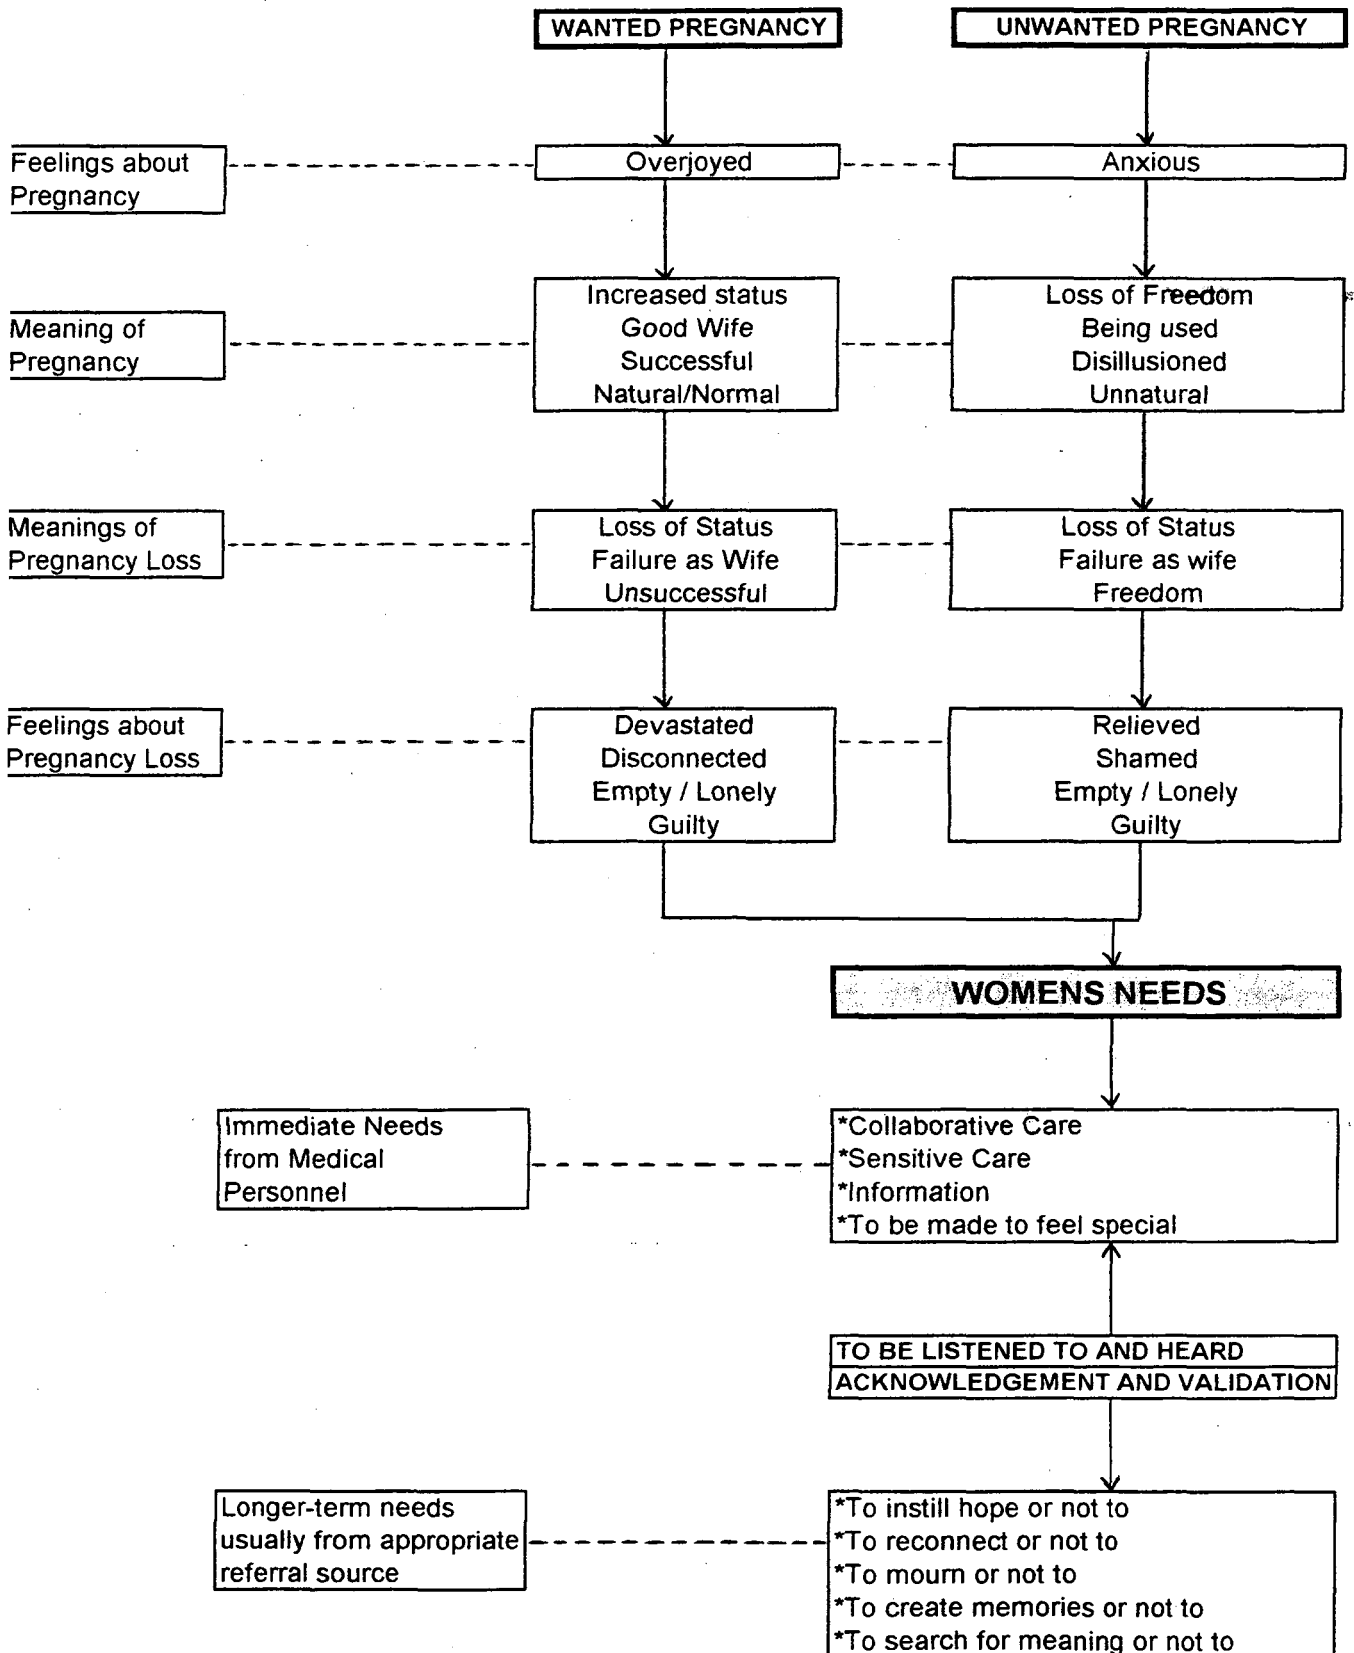 WANTED PREGNANCY
UNWANTED PREGNANCY
Feelings about
Pregnancy
Overjoyed
Anxious
Meaning of
Pregnancy
Increased status
Good Wife
Successful
Natural/Normal
Loss of Freedom
Being used
Disillusioned
Unnatural
Meanings of
Pregnancy Loss
Loss of Status
Failure as Wife
Unsuccessful
Loss of Status
Failure as wife
Freedom
Feelings about
Pregnancy Loss
Devastated
Disconnected
Empty / Lonely
Guilty
Relieved
Shamed
Empty / Lonely
Guilty
WOMENS NEEDS
Immediate Needs
from Medical
Personnel
*Collaborative Care
*Sensitive Care
*Information
*To be made to feel special
TO BE LISTENED TO AND HEARD
ACKNOWLEDGEMENT AND VALIDATION
Longer-term needs
usually from appropriate
referral source
*To instill hope or not to
*To reconnect or not to
*To mourn or not to
*To create memories or not to
*To search for meaning or not to